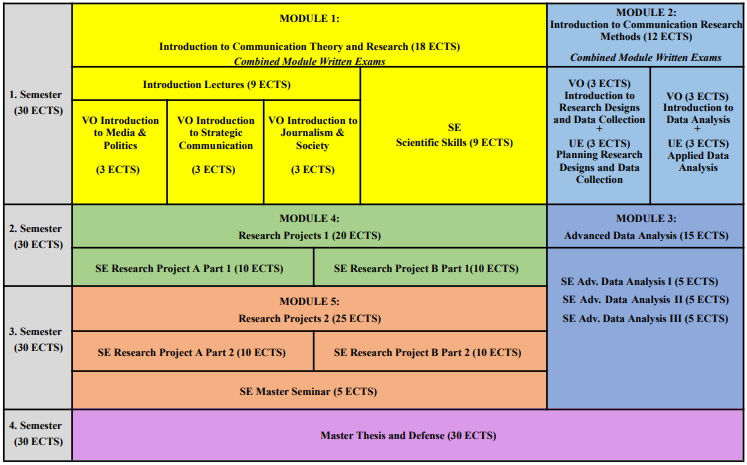 1. Semester
(30 ECTS)
MODULE 1:
Introduction to Communication Theory and Research (18 ECTS)
Combined Module Written Exams
Introduction Lectures (9 ECTS)
VO Introduction
to Media &
Politics
(3 ECTS)
VO Introduction
to Strategic
Communication
(3 ECTS)
VO Introduction to
Journalism &
Society
(3 ECTS)
SE
Scientific Skills (9 ECTS)
MODULE 2:
Introduction to Communication Research
Methods (12 ECTS)
Combined Module Written Exams
VO (3 ECTS)
Introduction to
Research Designs
and Data Collection
+
UE (3 ECTS)
Planning Research
Designs and Data
Collection
VO (3 ECTS)
Introduction to
Data Analysis
+
UE (3 ECTS)
Applied Data
Analysis
2. Semester
(30 ECTS)
MODULE 4:
Research Projects 1 (20 ECTS)
SE Research Project A Part 1 (10 ECTS)
SE Research Project B Part 1(10 ECTS)
MODULE 3:
Advanced Data Analysis (15 ECTS)
SE Adv. Data Analysis I (5 ECTS)
SE Adv. Data Analysis II (5 ECTS)
SE Adv. Data Analysis III (5 ECTS)
3. Semester
(30 ECTS)
MODULE 5:
Research Projects 2 (25 ECTS)
SE Research Project A Part 2 (10 ECTS)
SE Research Project B Part 2 (10 ECTS)
SE Master Seminar (5 ECTS)
4. Semester
(30 ECTS)
Master Thesis and Defense (30 ECTS)